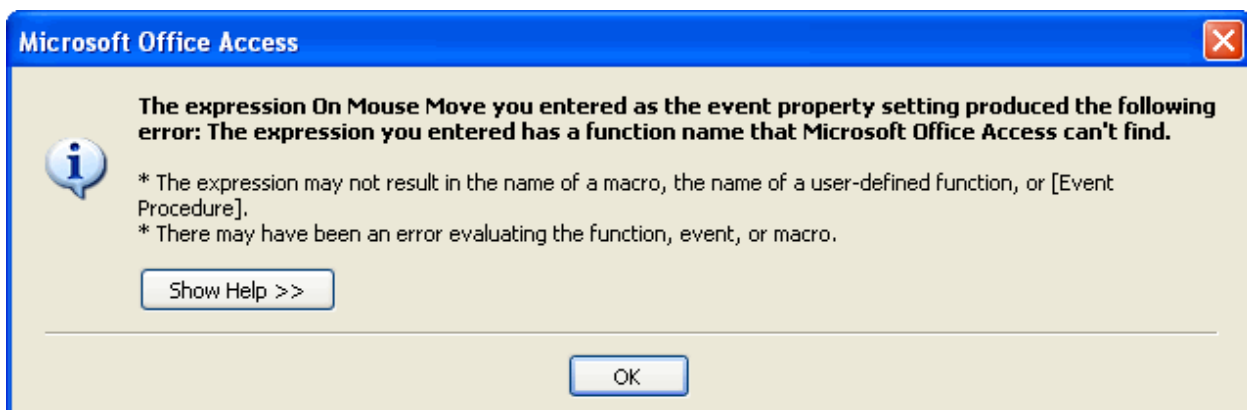 Microsoft Office Access
The expression On Mouse Move you entered as the event property setting produced the following
error: The expression you entered has a function name that Microsoft Office Access can't find.
* The expression may not result in the name of a macro, the name of a user-defined function, or [Event
Procedure].
* There may have been an error evaluating the function, event, or macro.
Show Help >>
OK